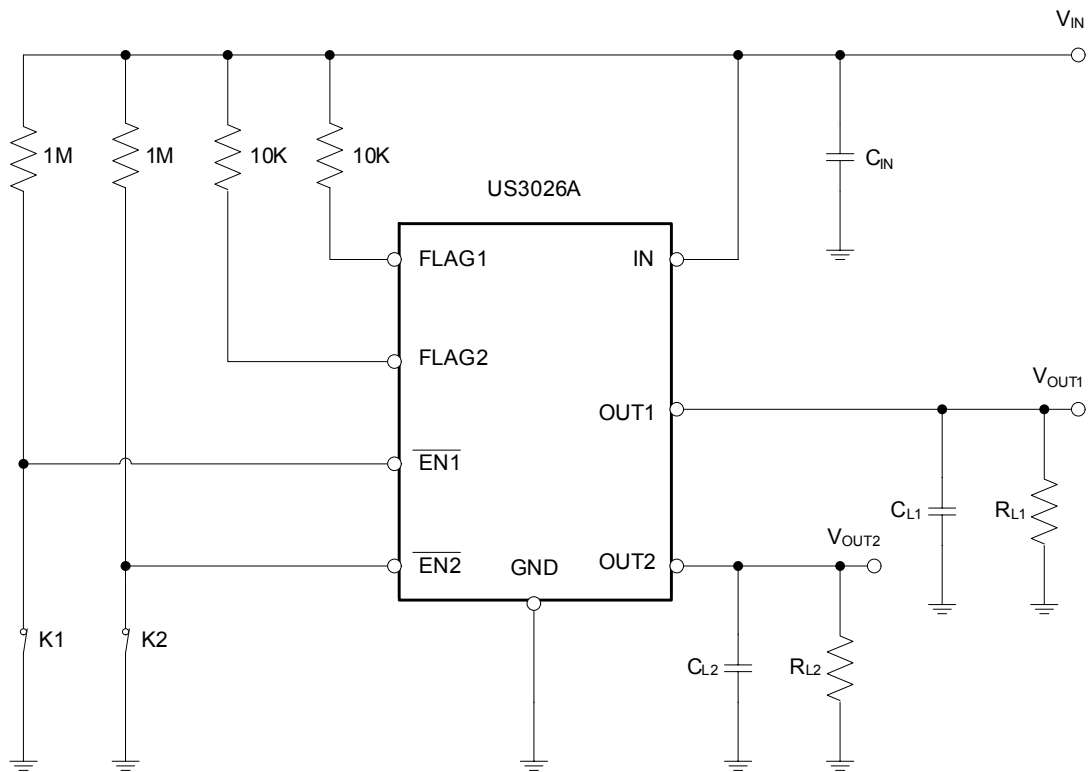 V_IN
1M
1M
10K
10K
C_IN
US3026A
FLAG1
IN
FLAG2
V_OUT1
OUT1
EN1
C_L1
R_L1
V_OUT2
EN2
GND
OUT2
K1
K2
C_L2
R_L2